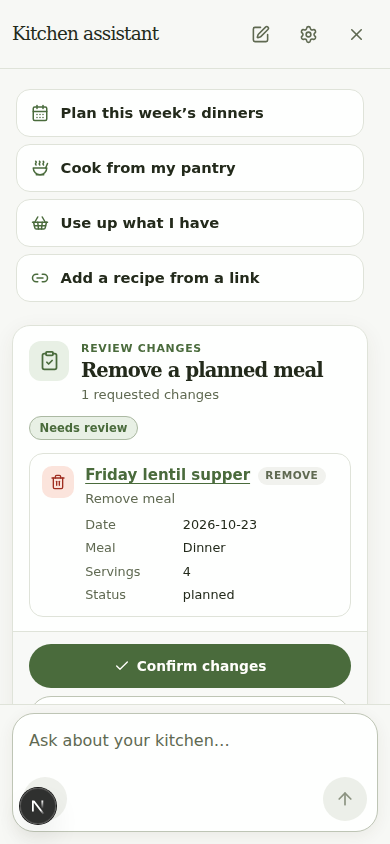 Kitchen assistant
Plan this week's dinners
Cook from my pantry
Use up what I have
Add a recipe from a link
REVIEW CHANGES
Remove a planned meal
1 requested changes
Needs review
Friday lentil supper REMOVE
Remove meal
Date 2026-10-23
Meal Dinner
Servings 4
Status planned
Confirm changes
Ask about your kitchen...
N